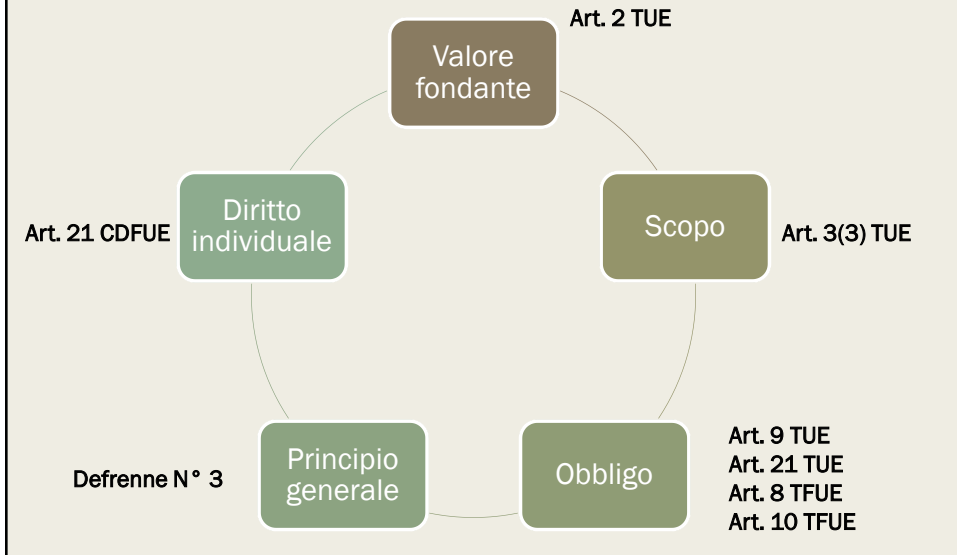 Art. 2 TUE
Valore
fondante
Scopo
Art. 3(3) TUE
Obbligo
Art. 9 TUE
Art. 21 TUE
Art. 8 TFUE
Art. 10 TFUE
Principio
generale
Defrenne N° 3
Diritto
individuale
Art. 21 CDFUE